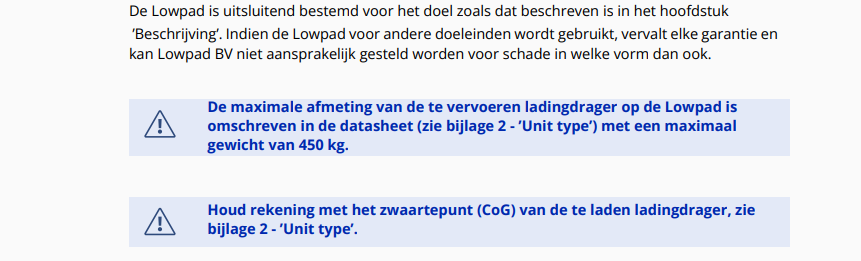 De Lowpad is uitsluitend bestemd voor het doel zoals dat beschreven is in het hoofdstuk
’Beschrijving’. Indien de Lowpad voor andere doeleinden wordt gebruikt, vervalt elke garantie en
kan Lowpad BV niet aansprakelijk gesteld worden voor schade in welke vorm dan ook.
De maximale afmeting van de te vervoeren ladingdrager op de Lowpad is
omschreven in de datasheet (zie bijlage 2 - ’Unit type’) met een maximaal
gewicht van 450 kg.
Houd rekening met het zwaartepunt (CoG) van de te laden ladingdrager, zie
bijlage 2 - ’Unit type’.